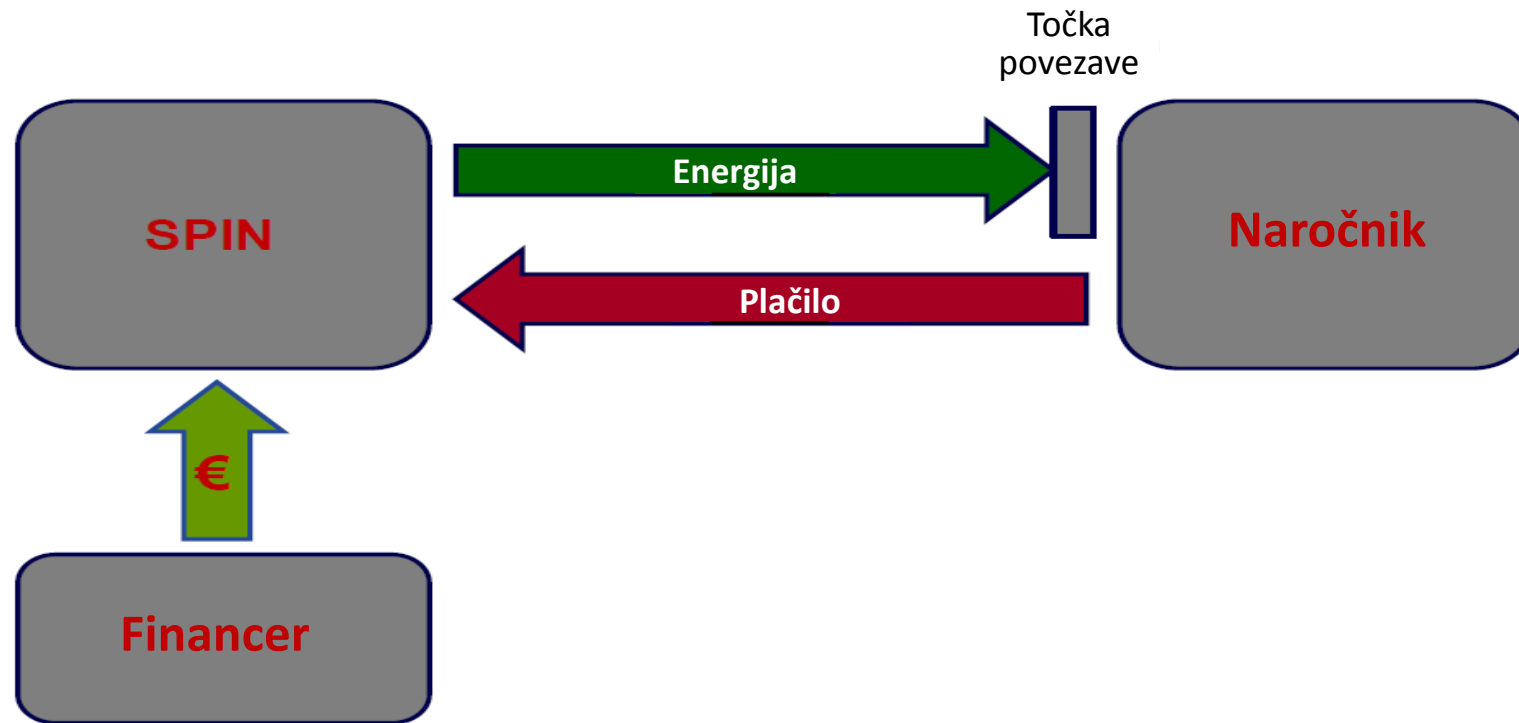 Točka
povezave
Energija
SPIN
Naročnik
Plačilo
€
Financer